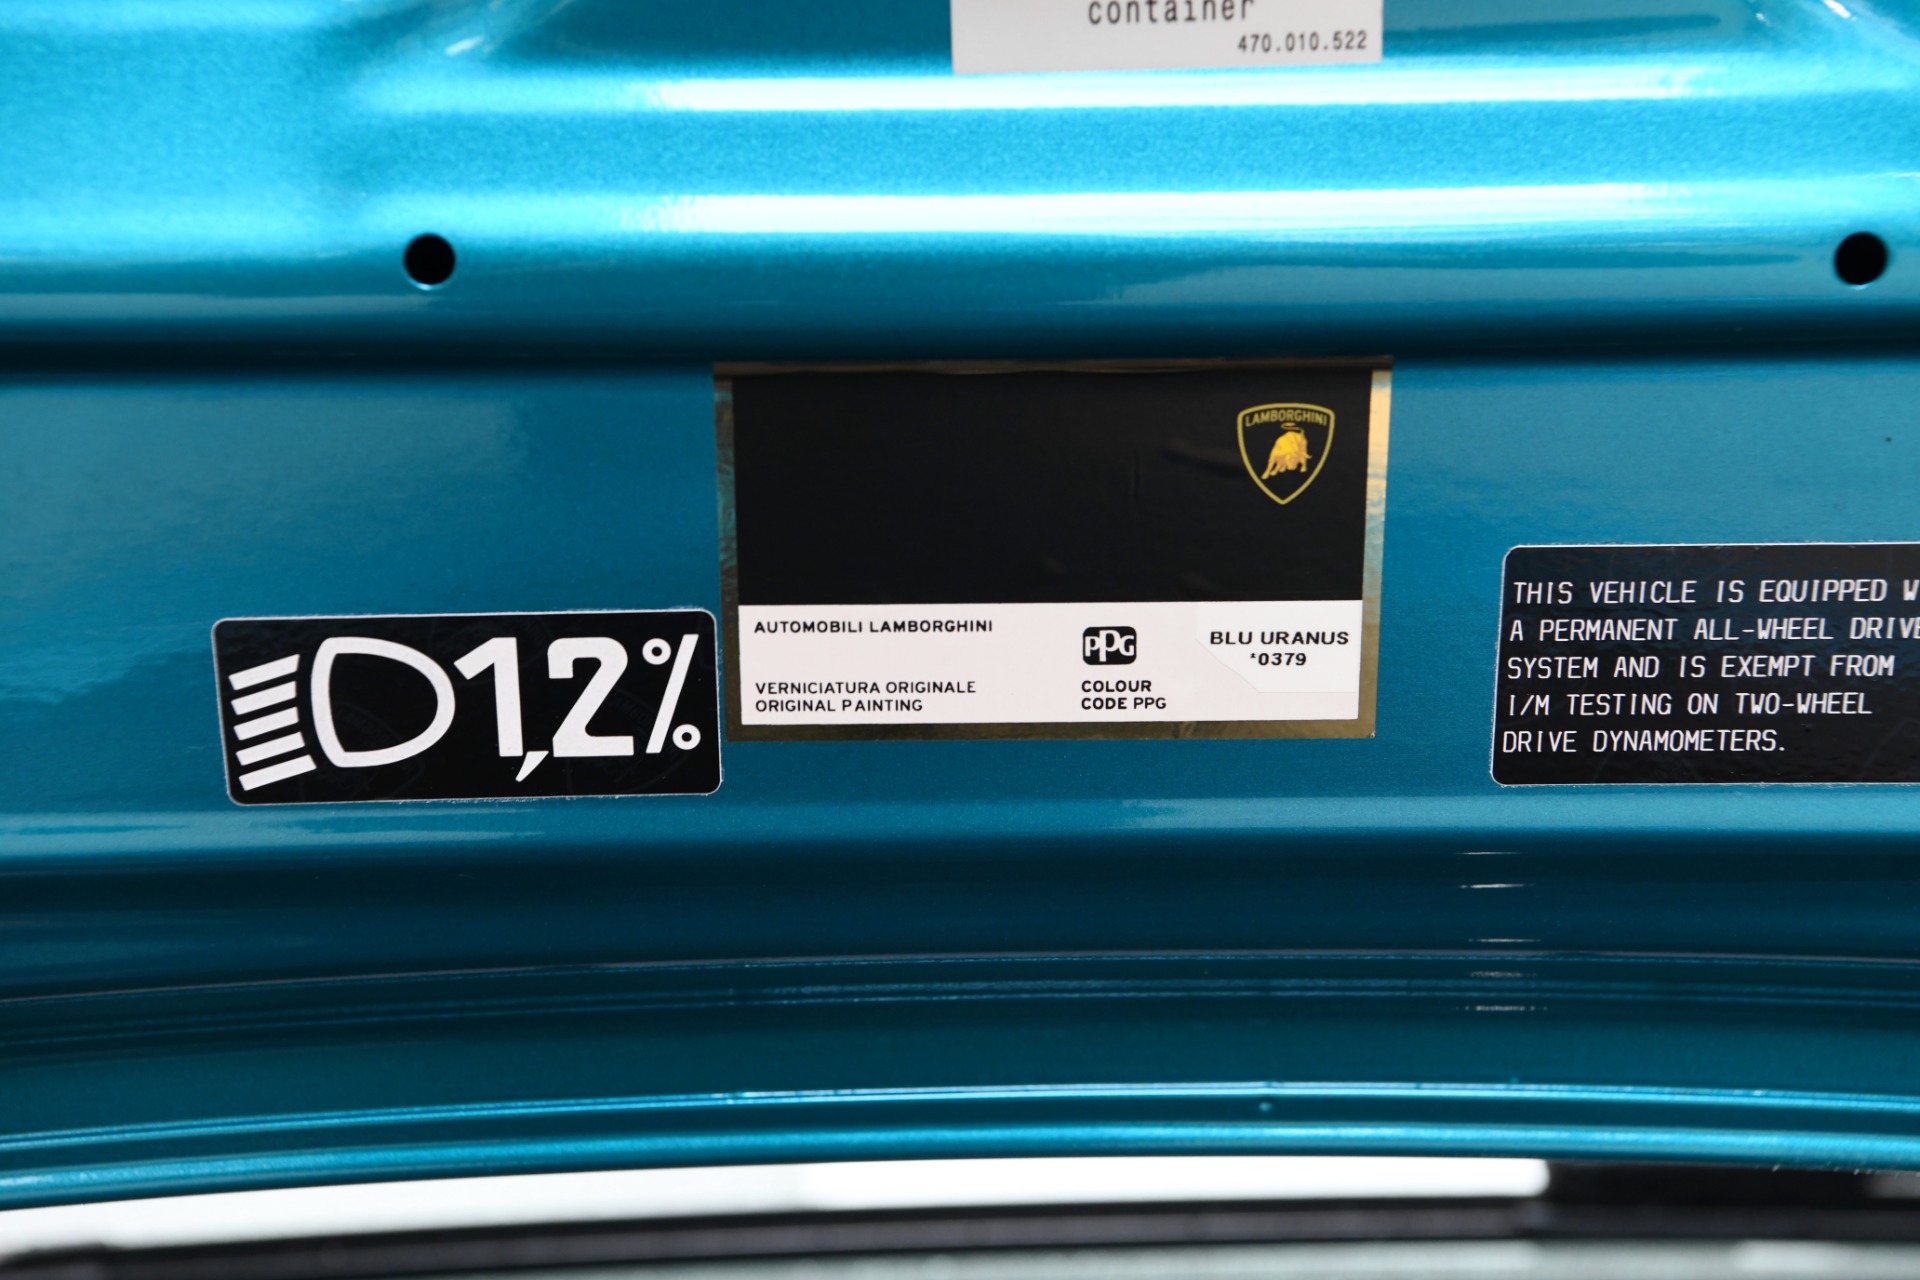 container
470.010.522
LAMBORGHINI
AUTOMOBILI LAMBORGHINI
PPG
BLU URANUS
*0379
VERNICIATURA ORIGINALE
ORIGINAL PAINTING
COLOUR
CODE PPG
1,2%
THIS VEHICLE IS EQUIPPED
A PERMANENT ALL-WHEEL DRIVE
SYSTEM AND IS EXEMPT FROM
I/M TESTING ON TWO-WHEEL
DRIVE DYNAMOMETERS.